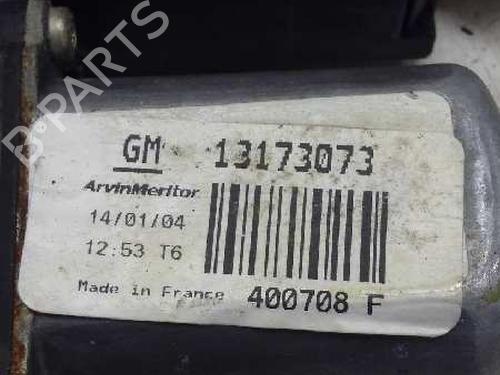 GM 13173073
ArvinMeritor
14/01/04
12:53 T6
Made in France 400708 F
B-PARTS